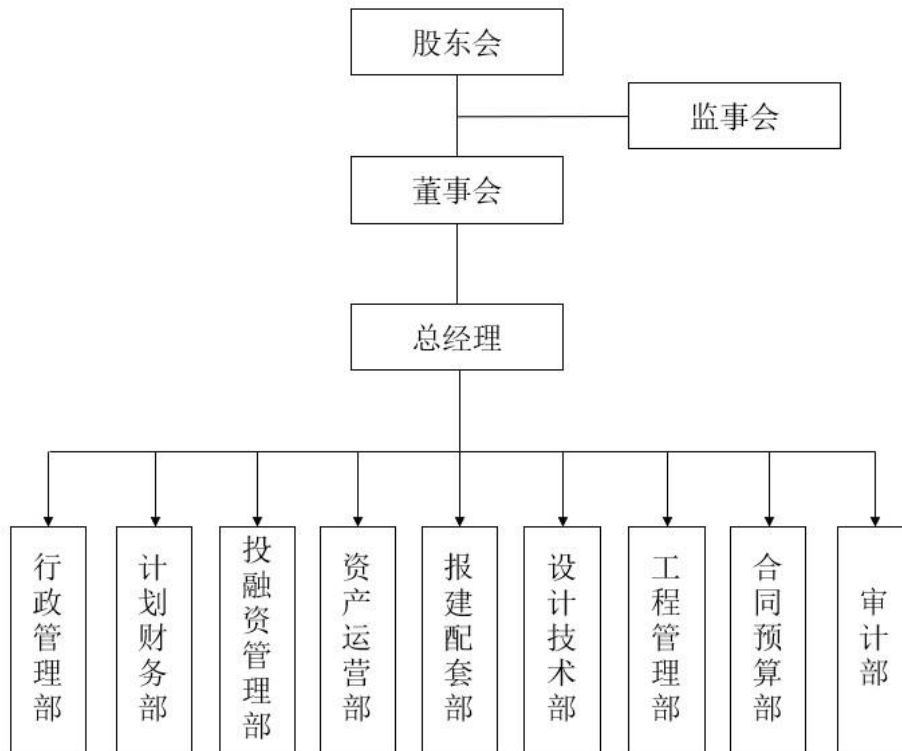 股东会
监事会
董事会
总经理
行政管理部
计划财务部
投融资管理部
资产运营部
报建配套部
设计技术部
工程管理部
合同预算部
审计部